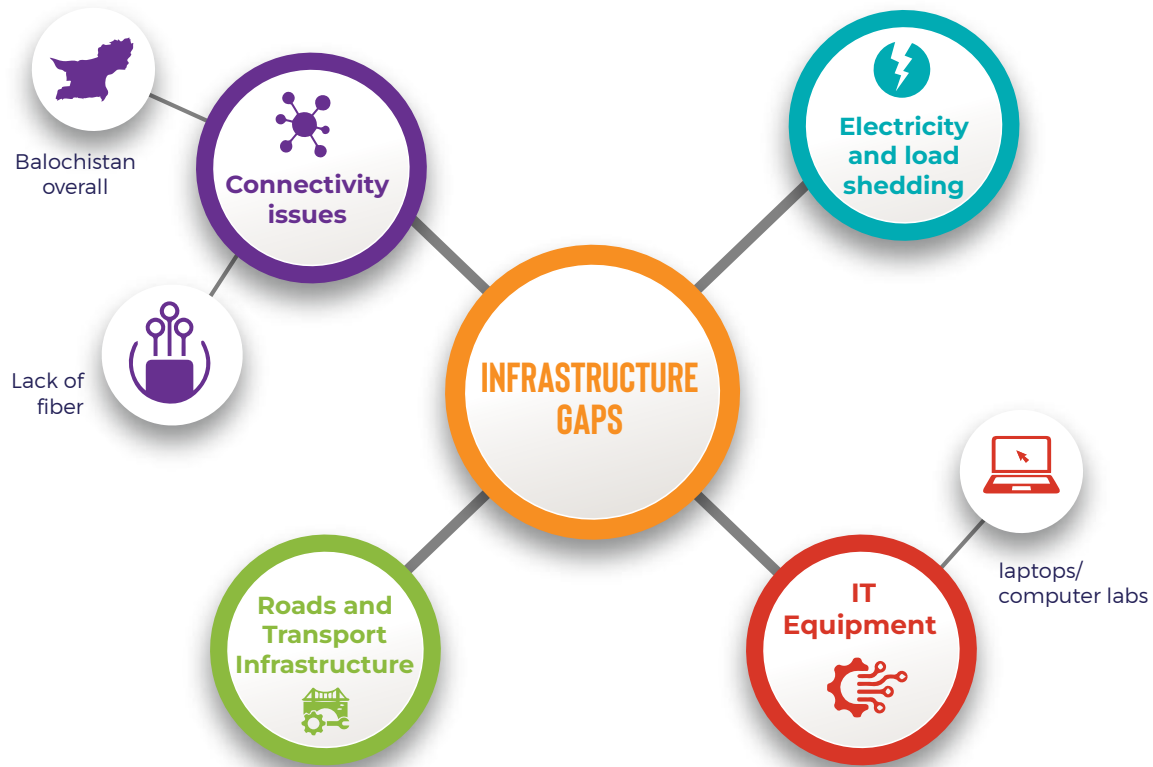 Balochistan
overall
Connectivity
issues
Lack of
fiber
Electricity
and load
shedding
INFRASTRUCTURE
GAPS
Roads and
Transport
Infrastructure
IT
Equipment
laptops/
computer labs